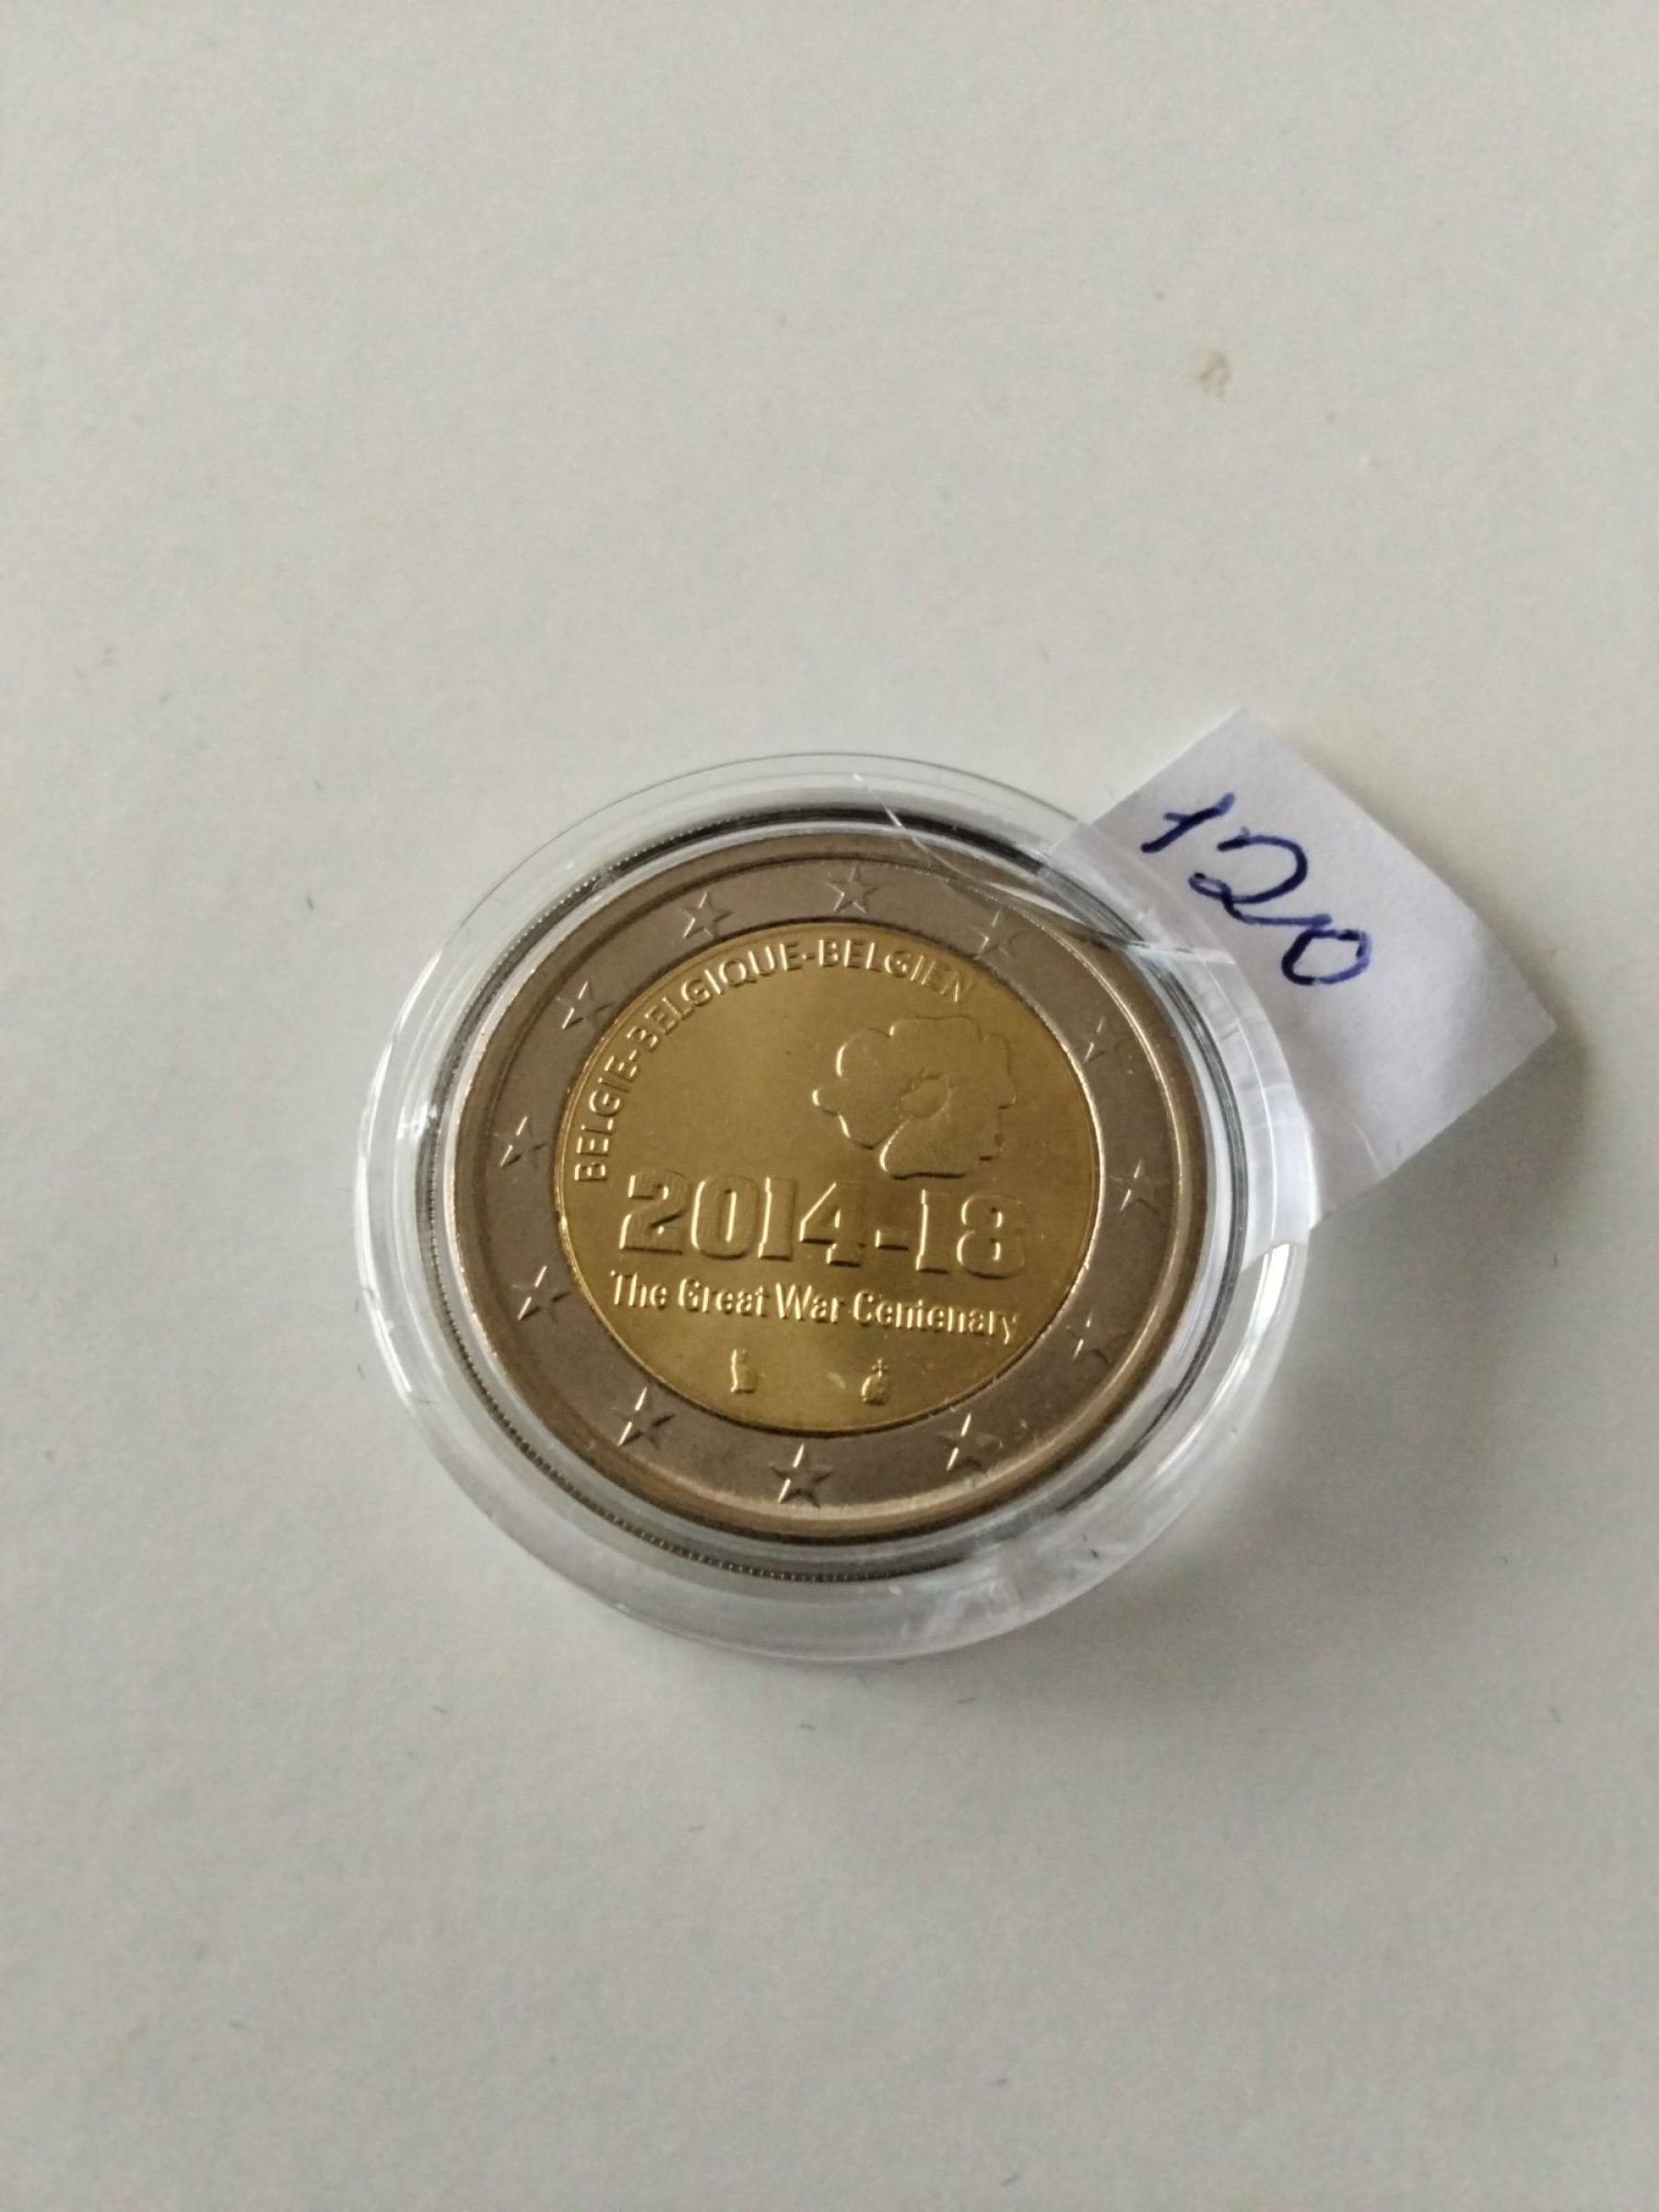 120
BELGIE-BELGIQUE-BELGIEN
2014-18
The Great War Centenary